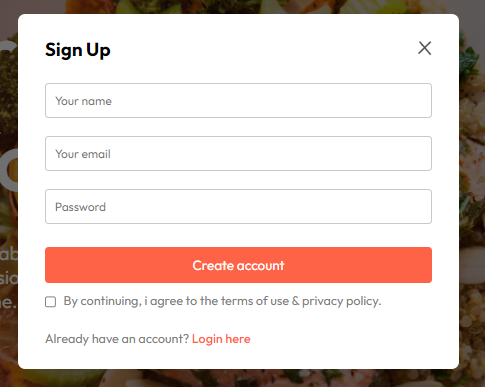 Sign Up
Your name
Your email
Password
Create account
By continuing, i agree to the terms of use & privacy policy.
Already have an account? Login here